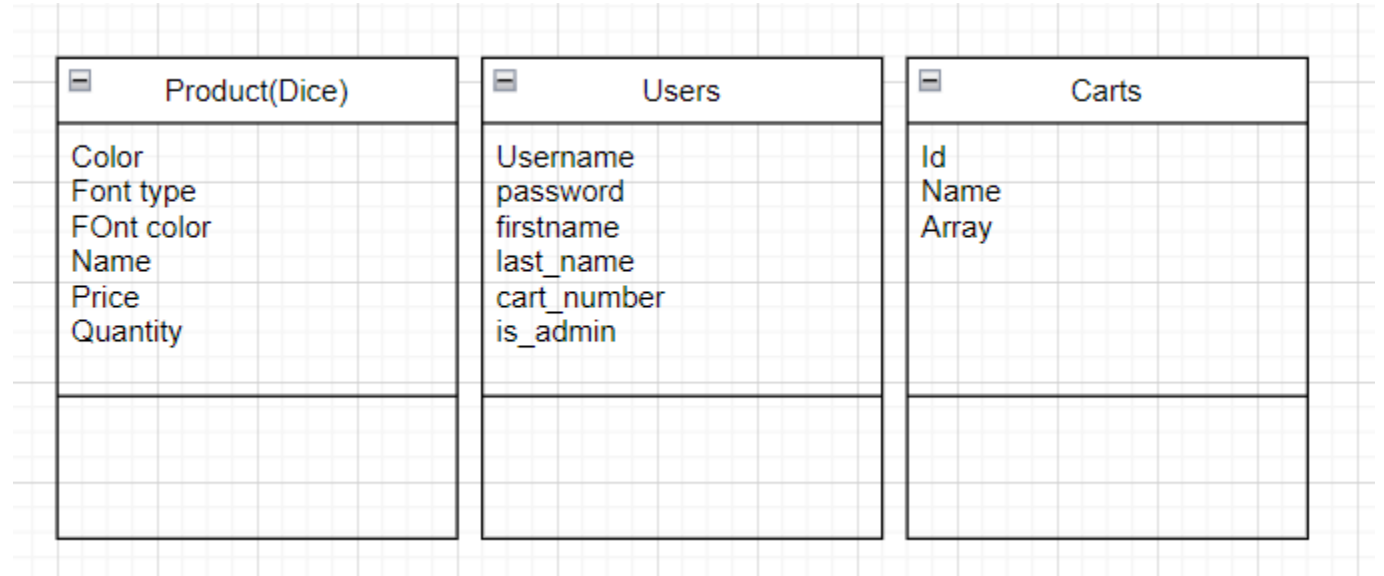 Product(Dice)
Color
Font type
FOnt color
Name
Price
Quantity
Users
Username
password
firstname
last_name
cart_number
is_admin
Carts
Id
Name
Array